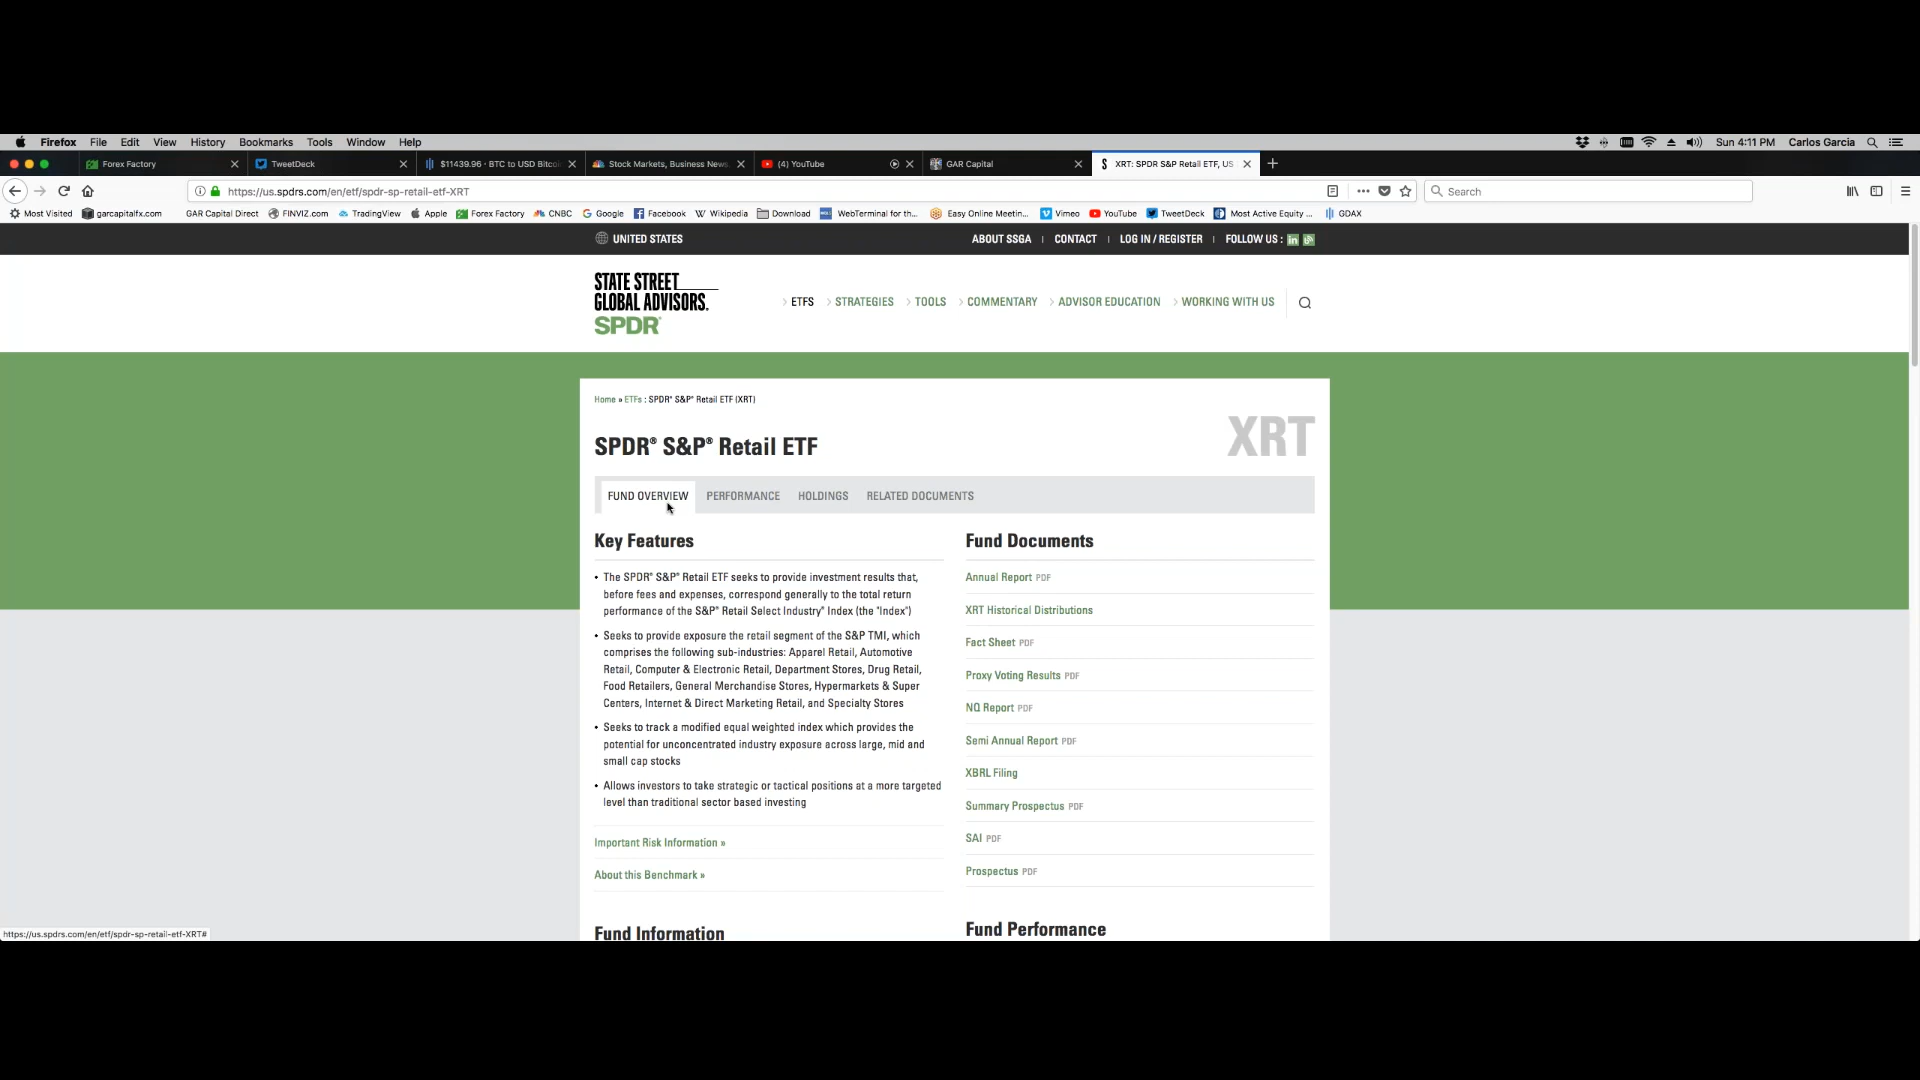 Firefox File Edit View History Bookmarks Tools Window Help Sun 4:11 PM Carlos Garcia
Forex Factory TweetDeck $11439.96 · BTC to USD Bitcoi Stock Markets, Business News, (4) YouTube GAR Capital XRT: SPDR S&P Retail ETF, US
https://us.spdrs.com/en/etf/spdr-sp-retail-etf-XRT Search
Most Visited garcapitalfx.com GAR Capital Direct FINVIZ.com TradingView Apple Forex Factory CNBC Google Facebook Wikipedia Download WebTerminal for th... Easy Online Meetin... Vimeo YouTube TweetDeck Most Active Equity ... GDAX
UNITED STATES ABOUT SSGA | CONTACT | LOG IN / REGISTER | FOLLOW US : in
STATE STREET
GLOBAL ADVISORS.
SPDR®
ETFS STRATEGIES TOOLS COMMENTARY ADVISOR EDUCATION WORKING WITH US
Home » ETFs : SPDR® S&P® Retail ETF (XRT)
SPDR® S&P® Retail ETF
XRT
FUND OVERVIEW PERFORMANCE HOLDINGS RELATED DOCUMENTS
Key Features
• The SPDR® S&P® Retail ETF seeks to provide investment results that,
before fees and expenses, correspond generally to the total return
performance of the S&P® Retail Select Industry® Index (the "Index")
• Seeks to provide exposure the retail segment of the S&P TMI, which
comprises the following sub-industries: Apparel Retail, Automotive
Retail, Computer & Electronic Retail, Department Stores, Drug Retail,
Food Retailers, General Merchandise Stores, Hypermarkets & Super
Centers, Internet & Direct Marketing Retail, and Specialty Stores
• Seeks to track a modified equal weighted index which provides the
potential for unconcentrated industry exposure across large, mid and
small cap stocks
• Allows investors to take strategic or tactical positions at a more targeted
level than traditional sector based investing
Important Risk Information »
About this Benchmark »
Fund Information
Fund Documents
Annual Report PDF
XRT Historical Distributions
Fact Sheet PDF
Proxy Voting Results PDF
NQ Report PDF
Semi Annual Report PDF
XBRL Filing
Summary Prospectus PDF
SAI PDF
Prospectus PDF
Fund Performance
https://us.spdrs.com/en/etf/spdr-sp-retail-etf-XRT#